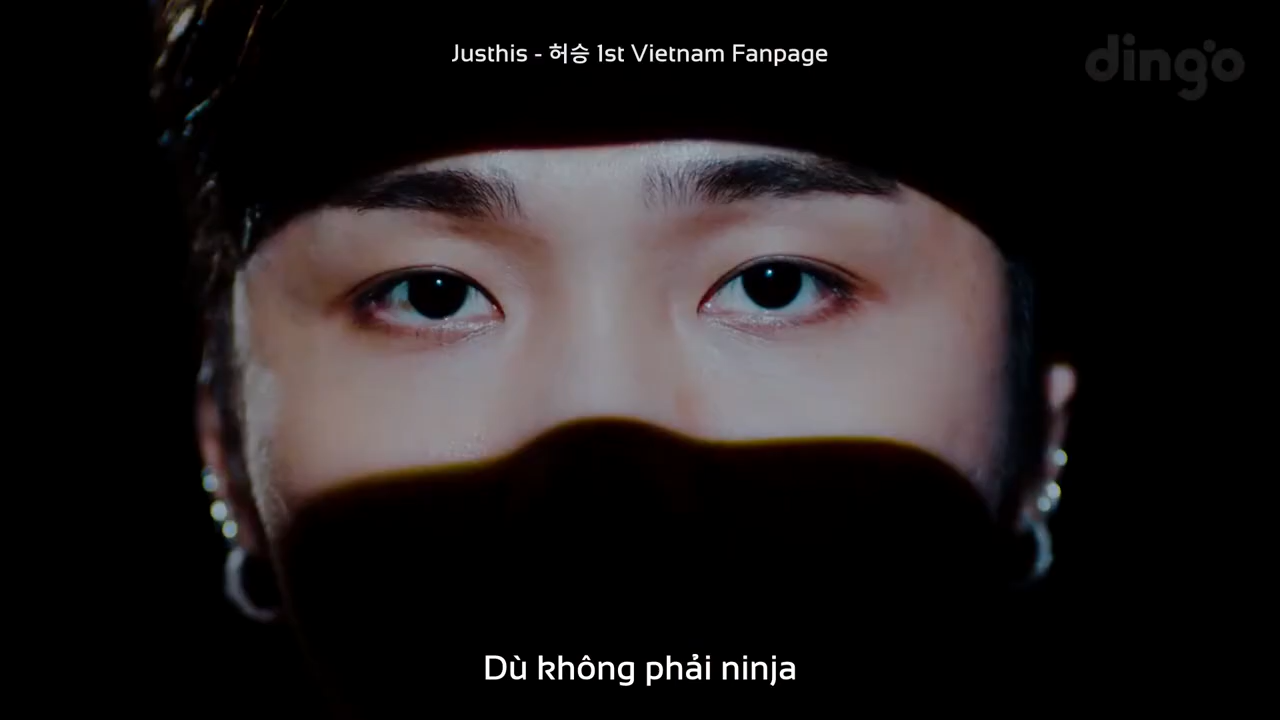 Justhis - 허승 1st Vietnam Fanpage
dingo
Dù không phải ninja